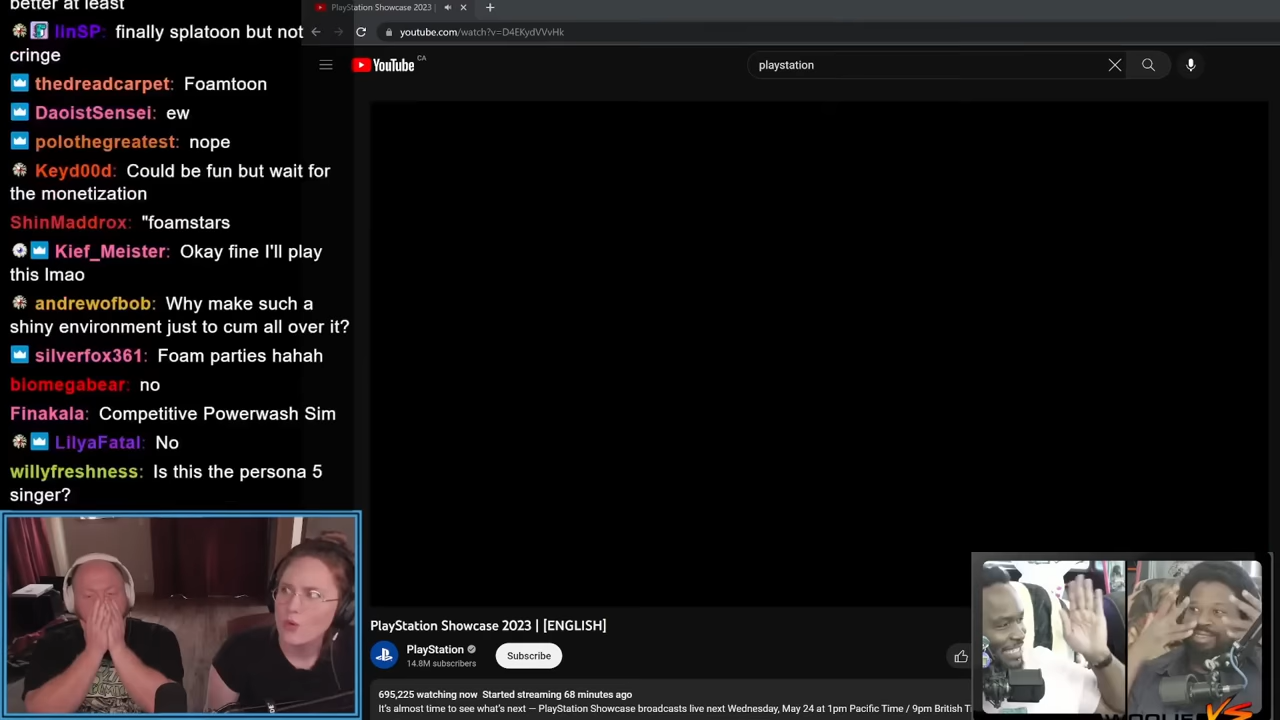 better at least
PlayStation Showcase 2023 |
linSP: finally splatoon but not
cringe
youtube.com/watch?v=D4EKydVVvHk
thedreadcarpet: Foamtoon
YouTube CA
playstation
DaoistSensei: ew
polothegreatest: nope
Keyd00d: Could be fun but wait for
the monetization
ShinMaddrox: "foamstars
Kief_Meister: Okay fine I'll play
this lmao
andrewofbob: Why make such a
shiny environment just to cum all over it?
silverfox361: Foam parties hahah
biomegabear: no
Finakala: Competitive Powerwash Sim
LilyaFatal: No
willyfreshness: Is this the persona 5
singer?
PlayStation Showcase 2023 | [ENGLISH]
PlayStation
14.8M subscribers
Subscribe
695,225 watching now Started streaming 68 minutes ago
It's almost time to see what's next — PlayStation Showcase broadcasts live next Wednesday, May 24 at 1pm Pacific Time / 9pm British T
VS